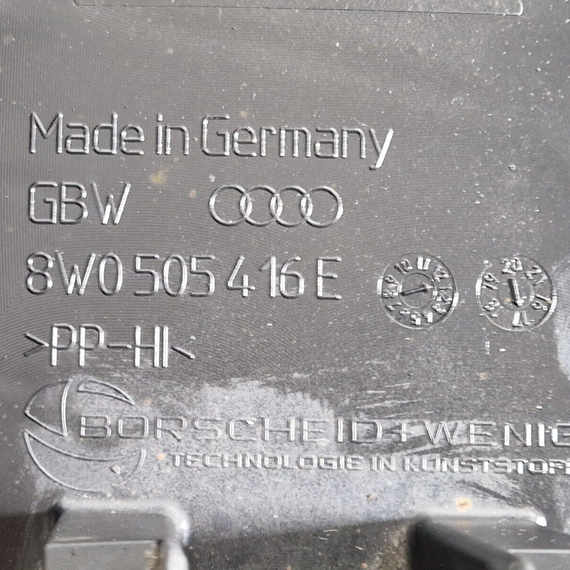 Made in Germany
GBW
8W0 505 416 E
>PP-HI<
BORSCHEID+WENIG
TECHNOLOGIE IN KUNSTSTOFF